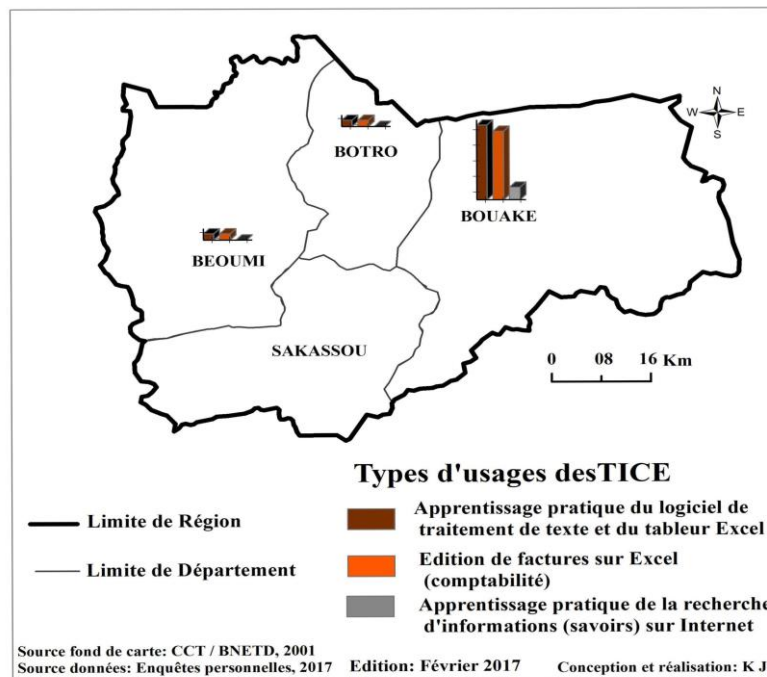 N
W E
S
BOTRO
BOUAKE
BEOUMI
SAKASSOU
0 08 16 Km
Types d'usages desTICE
Limite de Région
Limite de Département
Apprentissage pratique du logiciel de
traitement de texte et du tableur Excel
Edition de factures sur Excel
(comptabilité)
Apprentissage pratique de la recherche
d'informations (savoirs) sur Internet
Source fond de carte: CCT / BNETD, 2001
Source données: Enquêtes personnelles, 2017 Edition: Février 2017 Conception et réalisation: K J